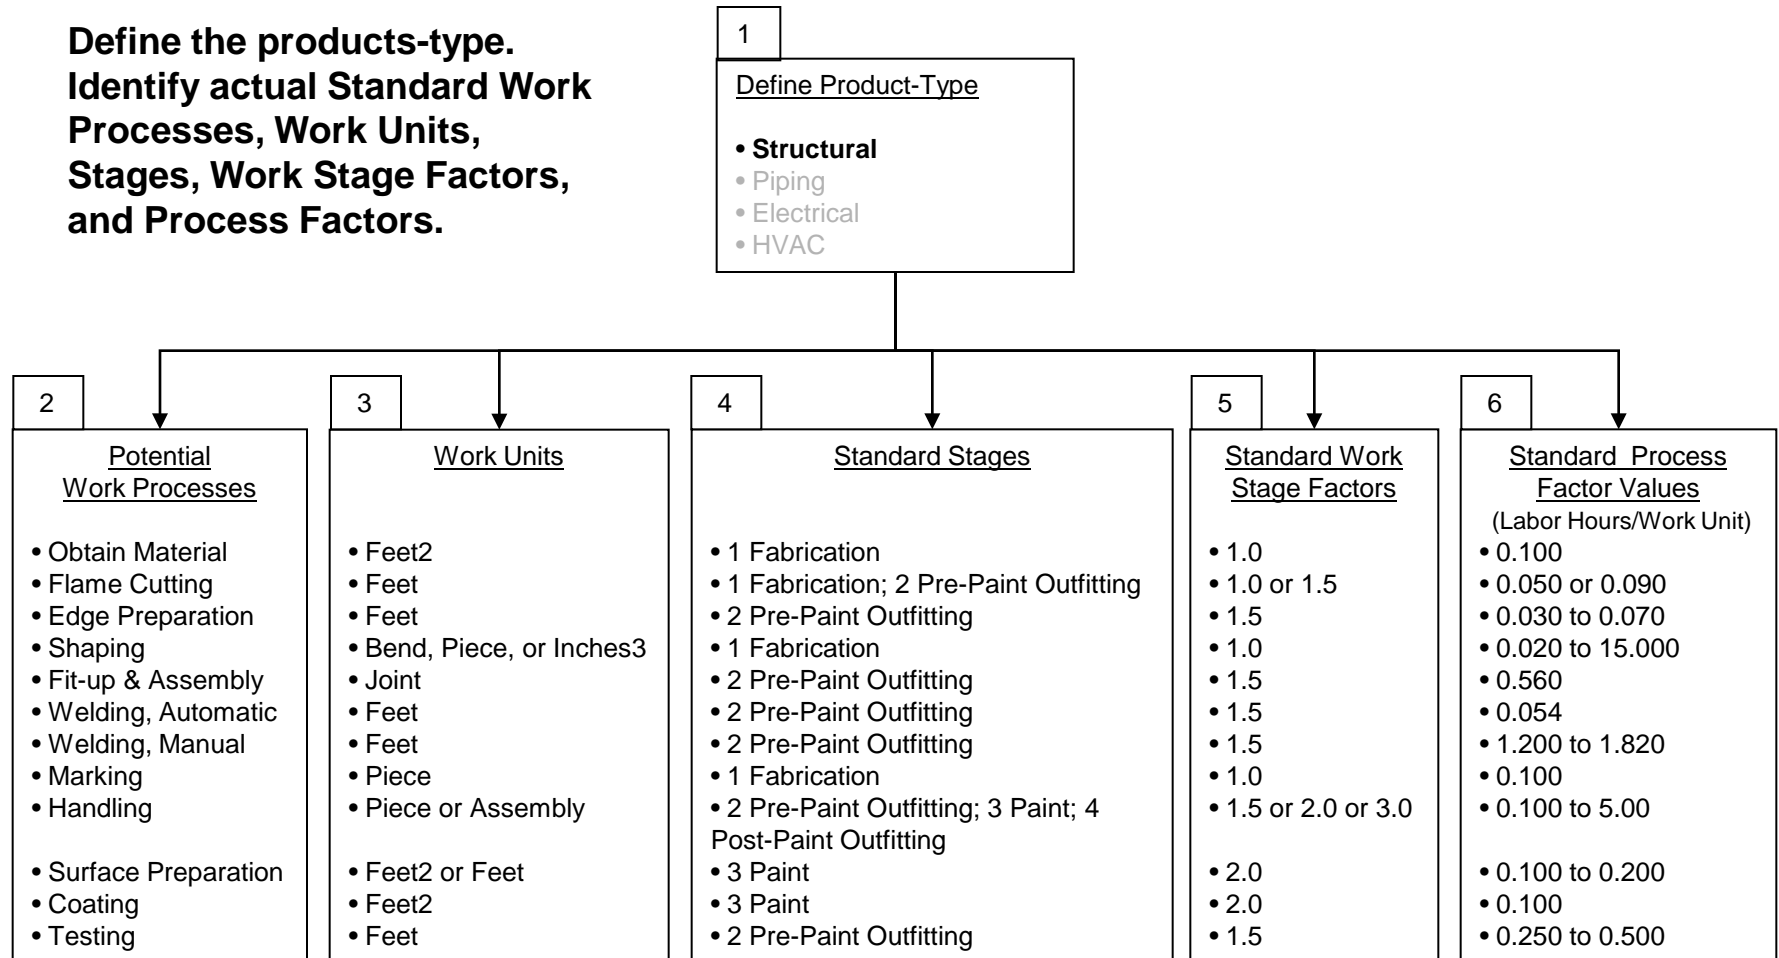 Define the products-type.
Identify actual Standard Work
Processes, Work Units,
Stages, Work Stage Factors,
and Process Factors.
1
Define Product-Type
• Structural
• Piping
• Electrical
• HVAC
2
Potential
Work Processes
• Obtain Material
• Flame Cutting
• Edge Preparation
• Shaping
• Fit-up & Assembly
• Welding, Automatic
• Welding, Manual
• Marking
• Handling
• Surface Preparation
• Coating
• Testing
3
Work Units
• Feet2
• Feet
• Feet
• Bend, Piece, or Inches3
• Joint
• Feet
• Feet
• Piece
• Piece or Assembly
• Feet2 or Feet
• Feet2
• Feet
4
Standard Stages
• 1 Fabrication
• 1 Fabrication; 2 Pre-Paint Outfitting
• 2 Pre-Paint Outfitting
• 1 Fabrication
• 2 Pre-Paint Outfitting
• 2 Pre-Paint Outfitting
• 2 Pre-Paint Outfitting
• 1 Fabrication
• 2 Pre-Paint Outfitting; 3 Paint; 4
Post-Paint Outfitting
• 3 Paint
• 3 Paint
• 2 Pre-Paint Outfitting
5
Standard Work
Stage Factors
• 1.0
• 1.0 or 1.5
• 1.5
• 1.0
• 1.5
• 1.5
• 1.5
• 1.0
• 1.5 or 2.0 or 3.0
• 2.0
• 2.0
• 1.5
6
Standard Process
Factor Values
(Labor Hours/Work Unit)
• 0.100
• 0.050 or 0.090
• 0.030 to 0.070
• 0.020 to 15.000
• 0.560
• 0.054
• 1.200 to 1.820
• 0.100
• 0.100 to 5.00
• 0.100 to 0.200
• 0.100
• 0.250 to 0.500